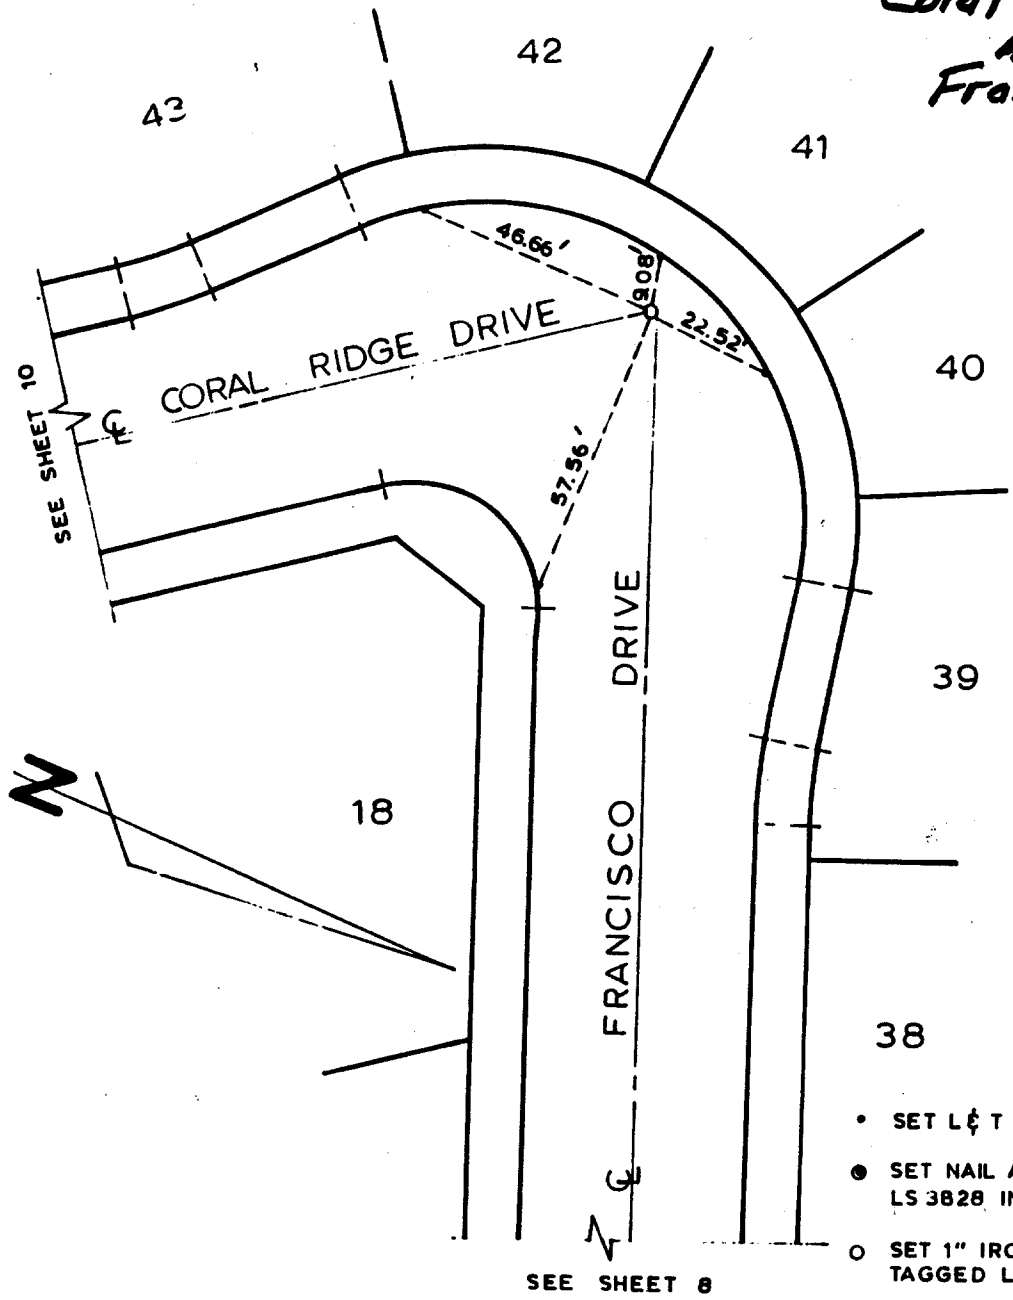 42
43
41
46.66'
9.08'
22.52'
CORAL RIDGE DRIVE
40
SEE SHEET 10
℄
57.56'
FRANCISCO DRIVE
39
N
18
38
SET L & T
SET NAIL
LS 3828
SET 1"
TAGGED
℄
SEE SHEET 8